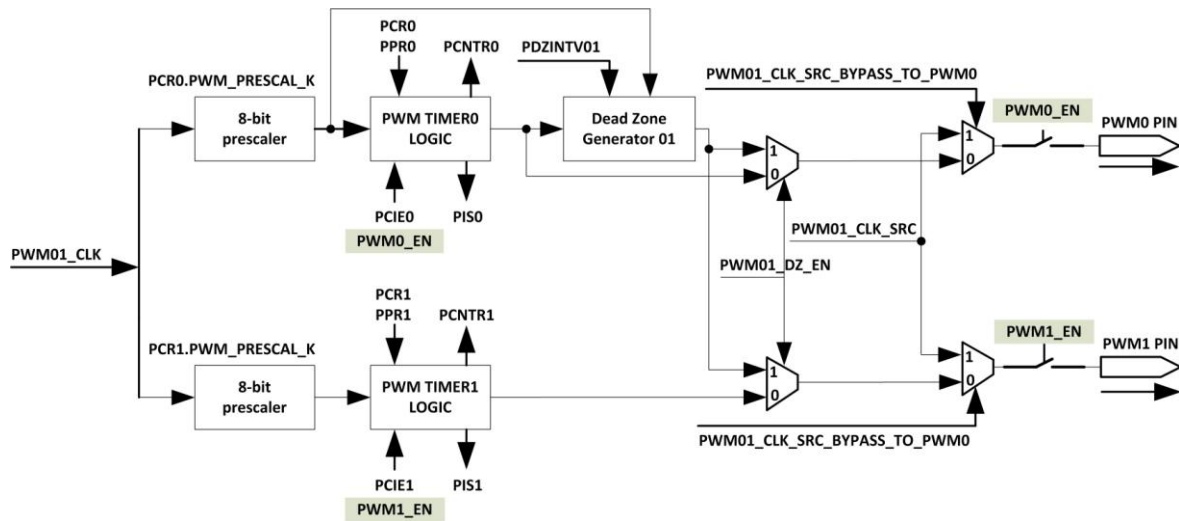 PCR0
PPR0
PCNTR0
PDZINTV01
PWM01_CLK_SRC_BYPASS_TO_PWM0
PCR0.PWM_PRESCAL_K
8-bit
prescaler
PWM TIMER0
LOGIC
Dead Zone
Generator 01
1
0
1
0
PWM0_EN
PWM0 PIN
PCIE0
PIS0
PWM0_EN
PWM01_CLK
PWM01_CLK_SRC
PWM01_DZ_EN
PCR1
PPR1
PCNTR1
PCR1.PWM_PRESCAL_K
8-bit
prescaler
PWM TIMER1
LOGIC
1
0
1
0
PWM1_EN
PWM1 PIN
PWM01_CLK_SRC_BYPASS_TO_PWM0
PCIE1
PIS1
PWM1_EN